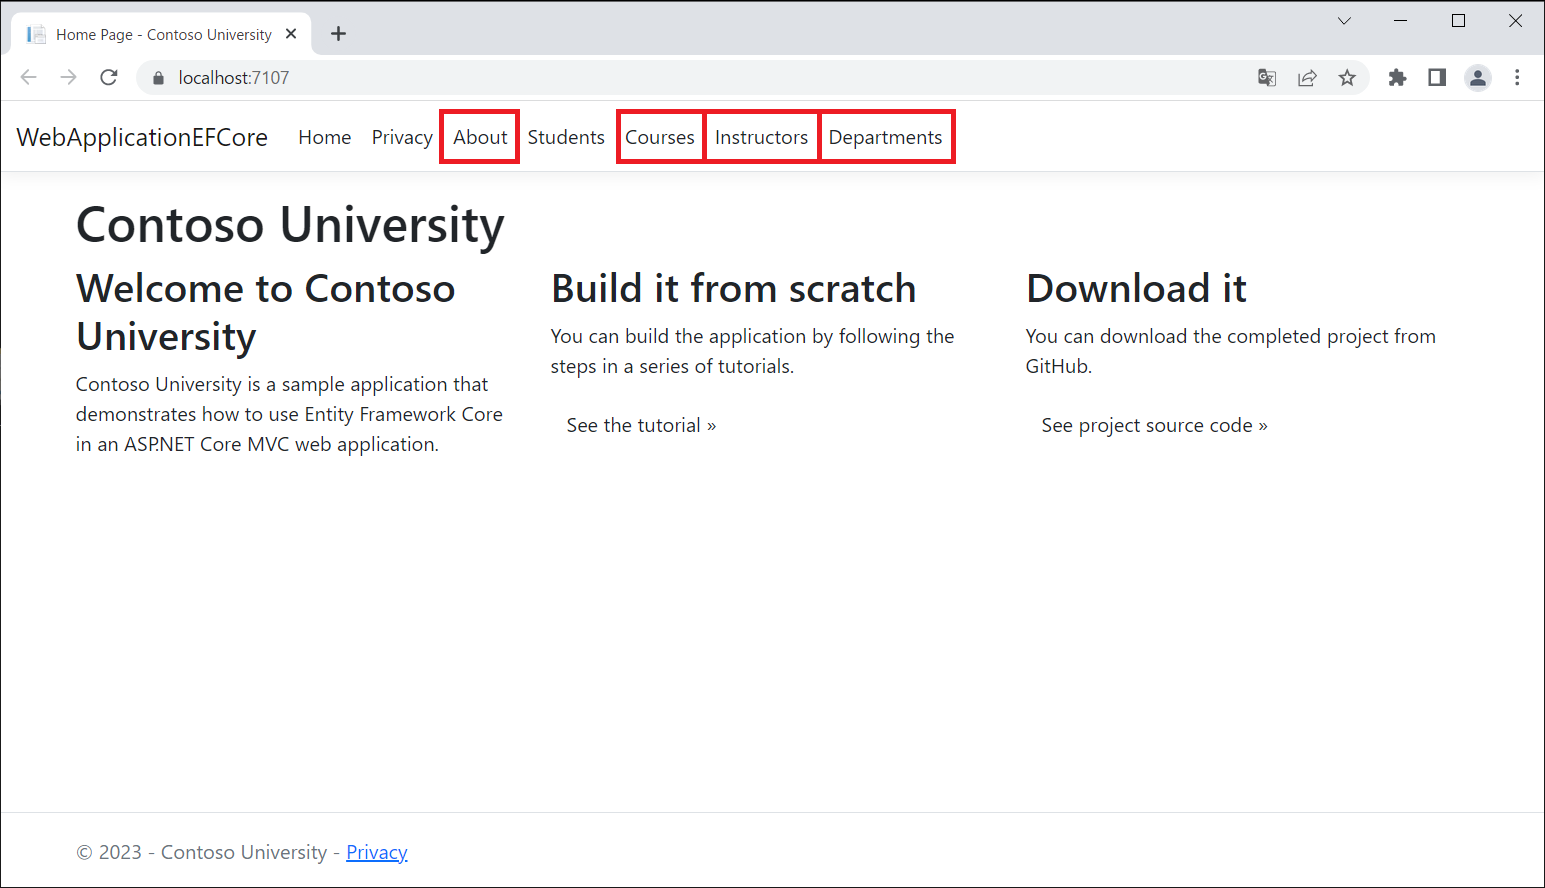 Home Page - Contoso University
localhost:7107
WebApplicationEFCore Home Privacy About Students Courses Instructors Departments
Contoso University
Welcome to Contoso
University
Contoso University is a sample application that
demonstrates how to use Entity Framework Core
in an ASP.NET Core MVC web application.
Build it from scratch
You can build the application by following the
steps in a series of tutorials.
See the tutorial »
Download it
You can download the completed project from
GitHub.
See project source code »
© 2023 - Contoso University - Privacy